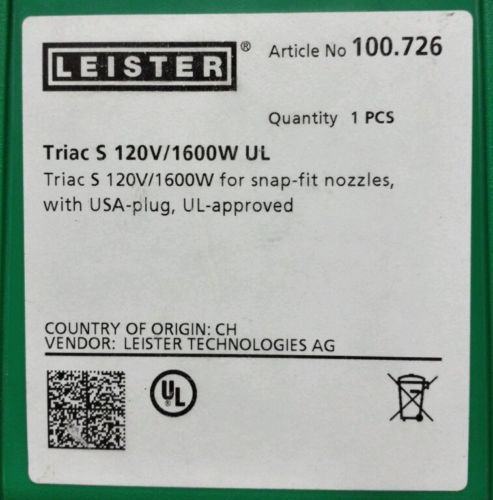 LEISTER® Article No 100.726
Quantity 1 PCS
Triac S 120V/1600W UL
Triac S 120V/1600W for snap-fit nozzles,
with USA-plug, UL-approved
COUNTRY OF ORIGIN: CH
VENDOR: LEISTER TECHNOLOGIES AG
UL